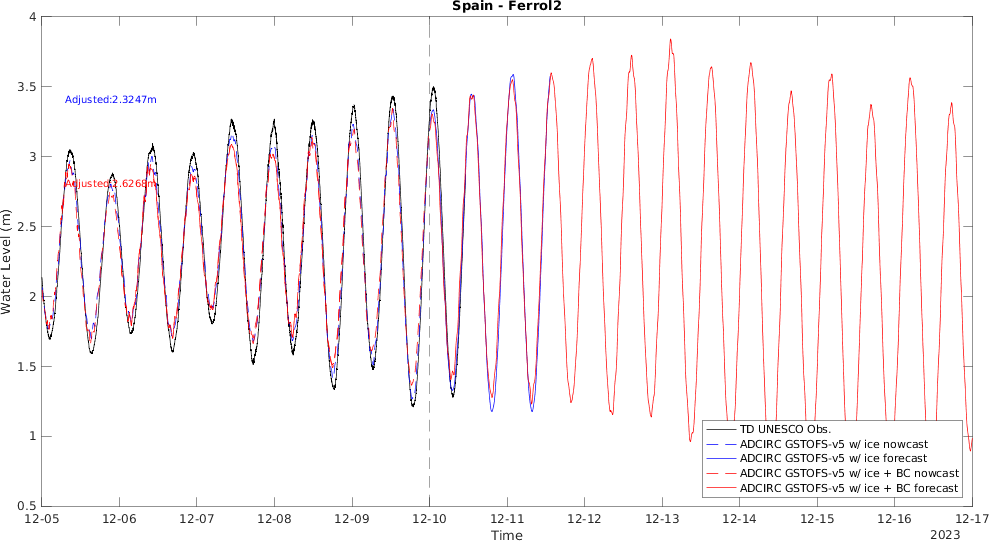 Spain - Ferrol2
Water Level (m)
4
3.5
3
2.5
2
1.5
1
0.5
Adjusted:2.3247m
Adjusted:2.6268m
TD UNESCO Obs.
ADCIRC GSTOFS-v5 w/ ice nowcast
ADCIRC GSTOFS-v5 w/ ice forecast
ADCIRC GSTOFS-v5 w/ ice + BC nowcast
ADCIRC GSTOFS-v5 w/ ice + BC forecast
12-05 12-06 12-07 12-08 12-09 12-10 12-11 12-12 12-13 12-14 12-15 12-16 12-17
Time
2023